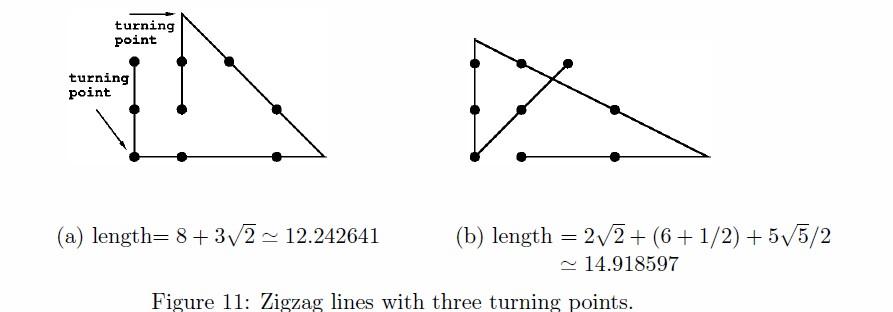 turning
point
turning
point
(a) length= 8 + 3√2 ≃ 12.242641
(b) length = 2√2 + (6 + 1/2) + 5√5/2
≃ 14.918597
Figure 11: Zigzag lines with three turning points.